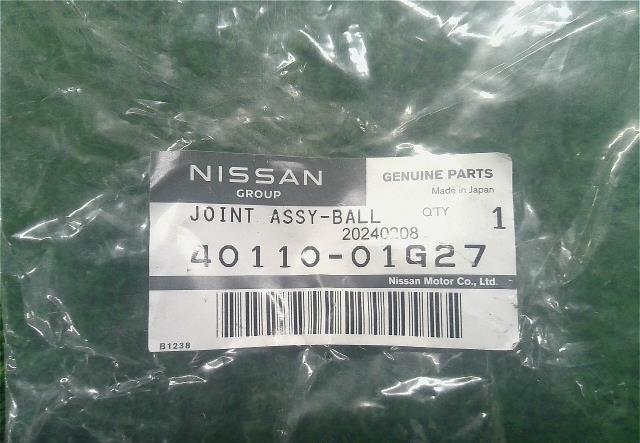 NISSAN
GROUP
GENUINE PARTS
Made in Japan
JOINT ASSY-BALL Q'TY 1
20240208
40110-01G27
Nissan Motor Co., Ltd.
B1238